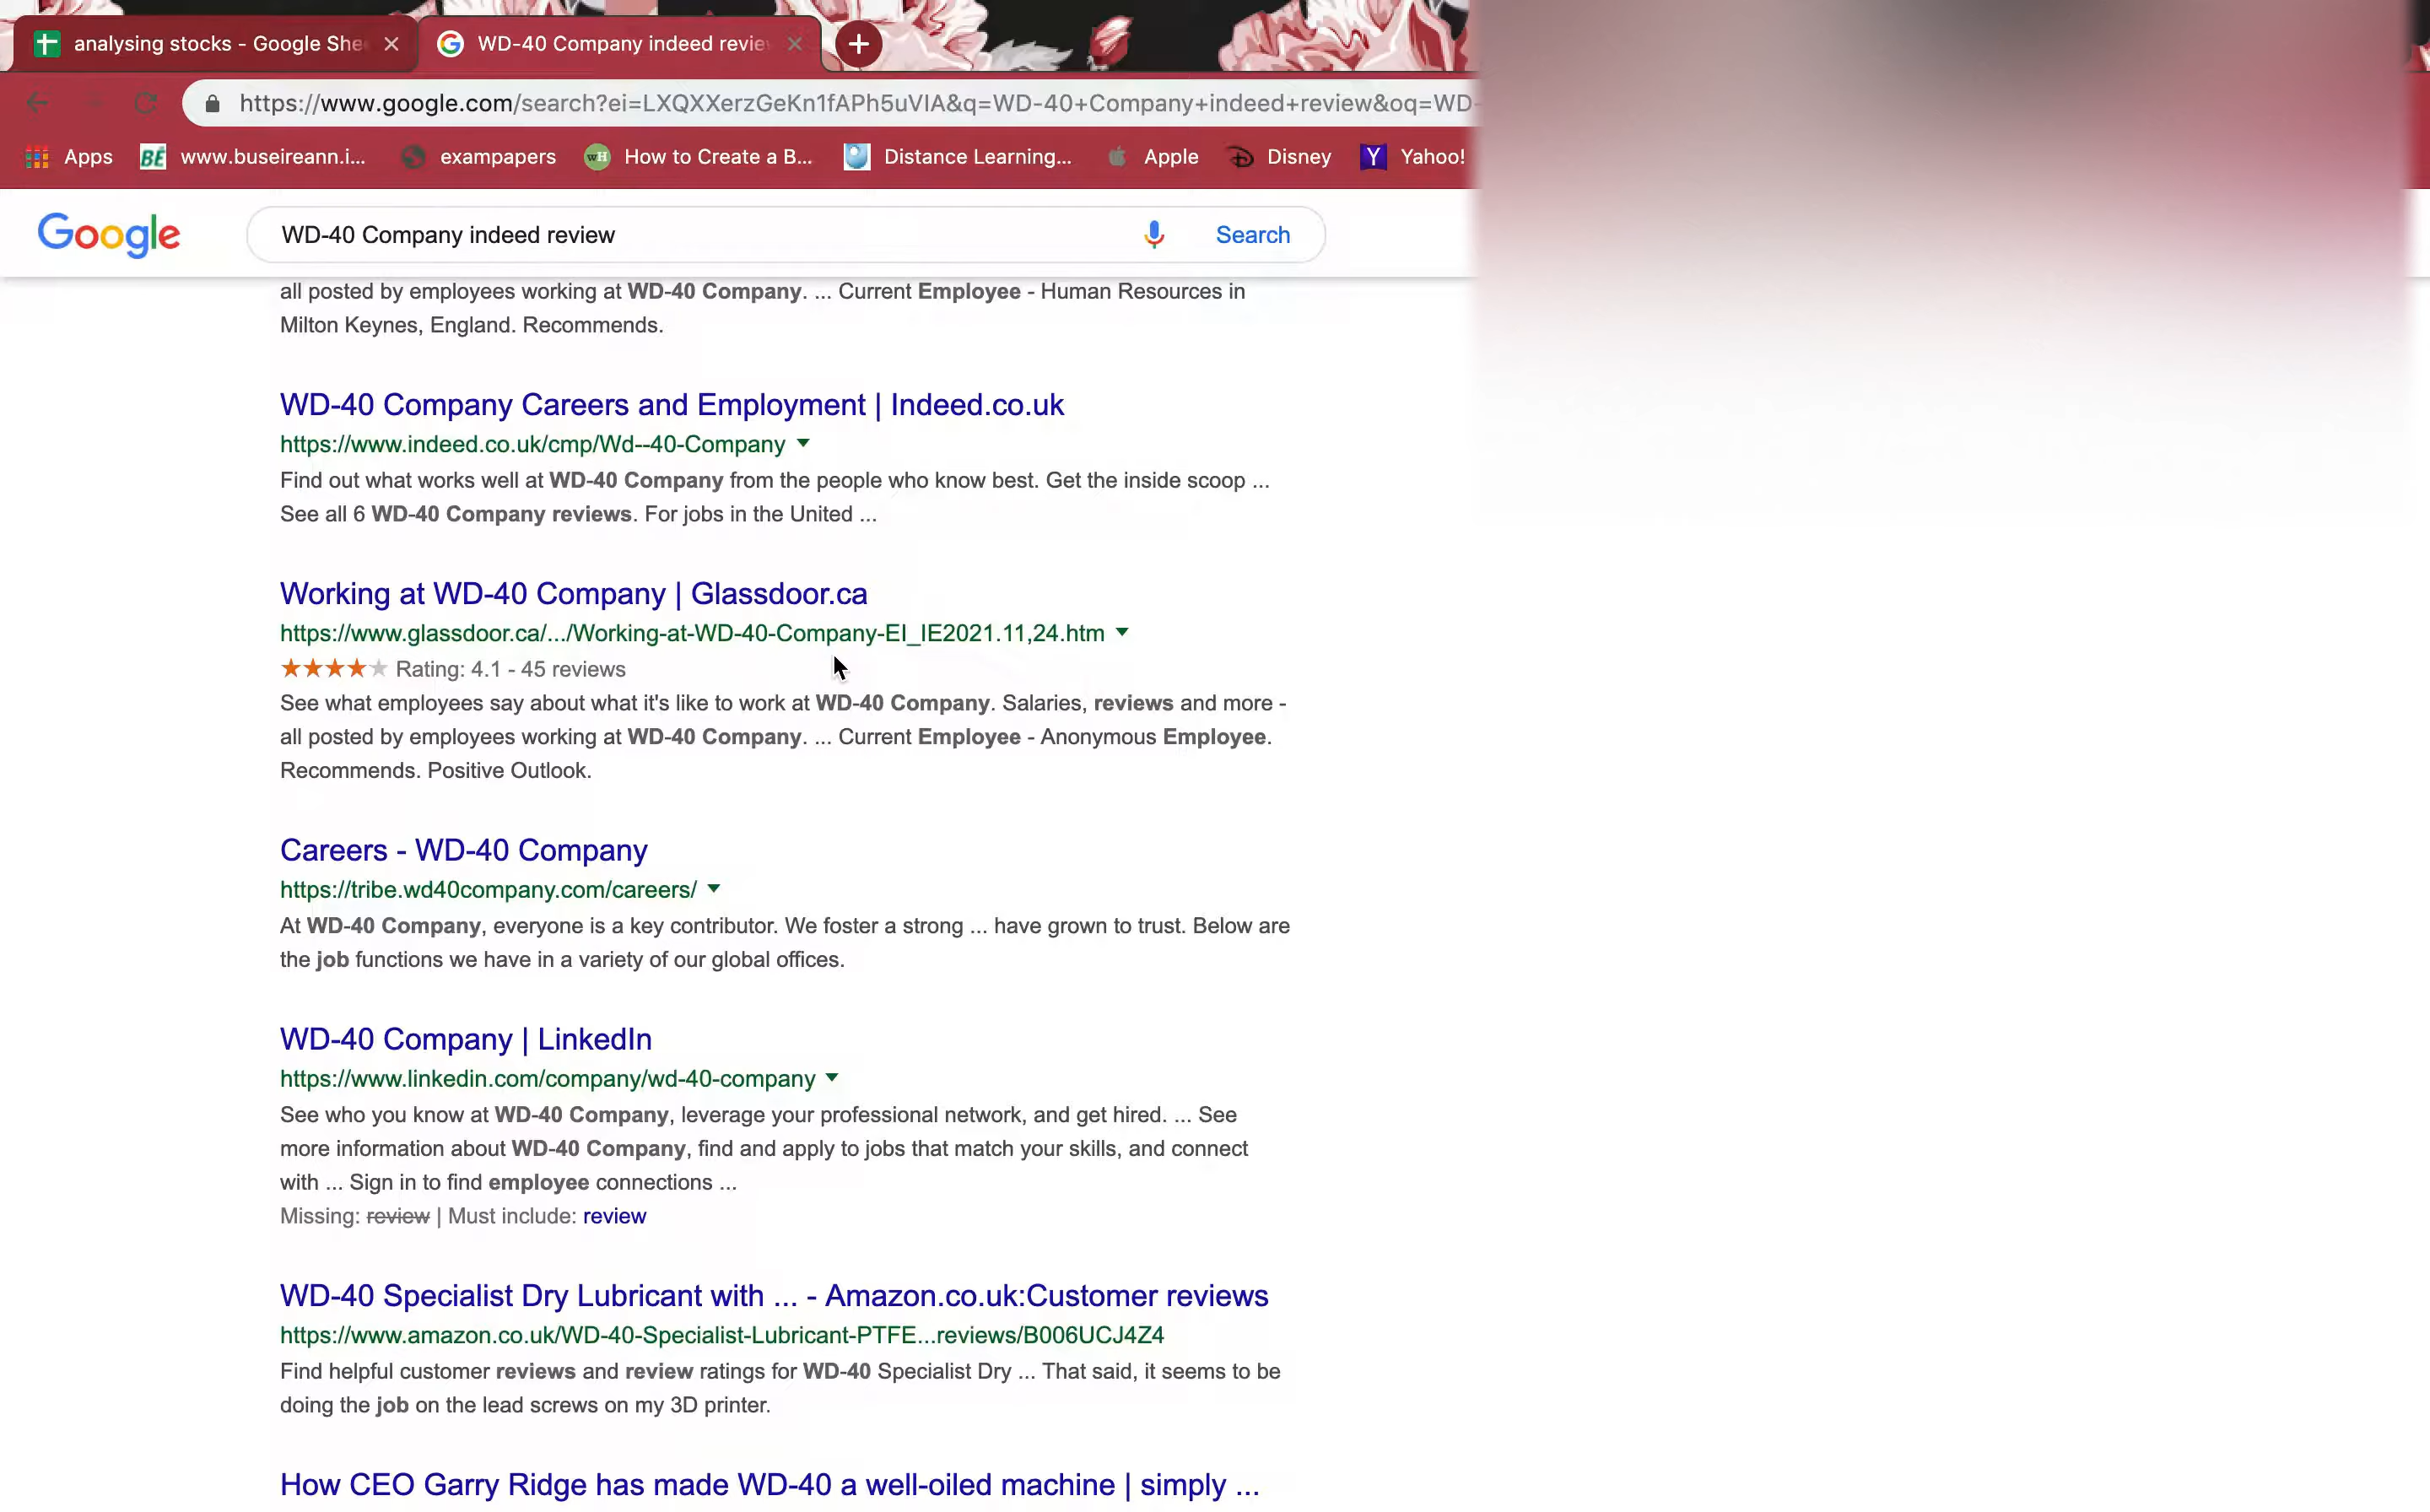 analysing stocks - Google She
WD-40 Company indeed revie
https://www.google.com/search?ei=LXQXXerzGeKn1fAPh5uVIA&q=WD-40+Company+indeed+review&oq=WD-
Apps
BÉ www.buseireann.i...
exampapers
wH How to Create a B...
Distance Learning...
Apple
Disney
Y Yahoo!
Google
WD-40 Company indeed review
Search
all posted by employees working at WD-40 Company. ... Current Employee - Human Resources in
Milton Keynes, England. Recommends.
WD-40 Company Careers and Employment | Indeed.co.uk
https://www.indeed.co.uk/cmp/Wd--40-Company
Find out what works well at WD-40 Company from the people who know best. Get the inside scoop ...
See all 6 WD-40 Company reviews. For jobs in the United ...
Working at WD-40 Company | Glassdoor.ca
https://www.glassdoor.ca/.../Working-at-WD-40-Company-EI_IE2021.11,24.htm
Rating: 4.1 - 45 reviews
See what employees say about what it's like to work at WD-40 Company. Salaries, reviews and more -
all posted by employees working at WD-40 Company. ... Current Employee - Anonymous Employee.
Recommends. Positive Outlook.
Careers - WD-40 Company
https://tribe.wd40company.com/careers/
At WD-40 Company, everyone is a key contributor. We foster a strong ... have grown to trust. Below are
the job functions we have in a variety of our global offices.
WD-40 Company | LinkedIn
https://www.linkedin.com/company/wd-40-company
See who you know at WD-40 Company, leverage your professional network, and get hired. ... See
more information about WD-40 Company, find and apply to jobs that match your skills, and connect
with ... Sign in to find employee connections ...
Missing: review | Must include: review
WD-40 Specialist Dry Lubricant with ... - Amazon.co.uk:Customer reviews
https://www.amazon.co.uk/WD-40-Specialist-Lubricant-PTFE...reviews/B006UCJ4Z4
Find helpful customer reviews and review ratings for WD-40 Specialist Dry ... That said, it seems to be
doing the job on the lead screws on my 3D printer.
How CEO Garry Ridge has made WD-40 a well-oiled machine | simply ...